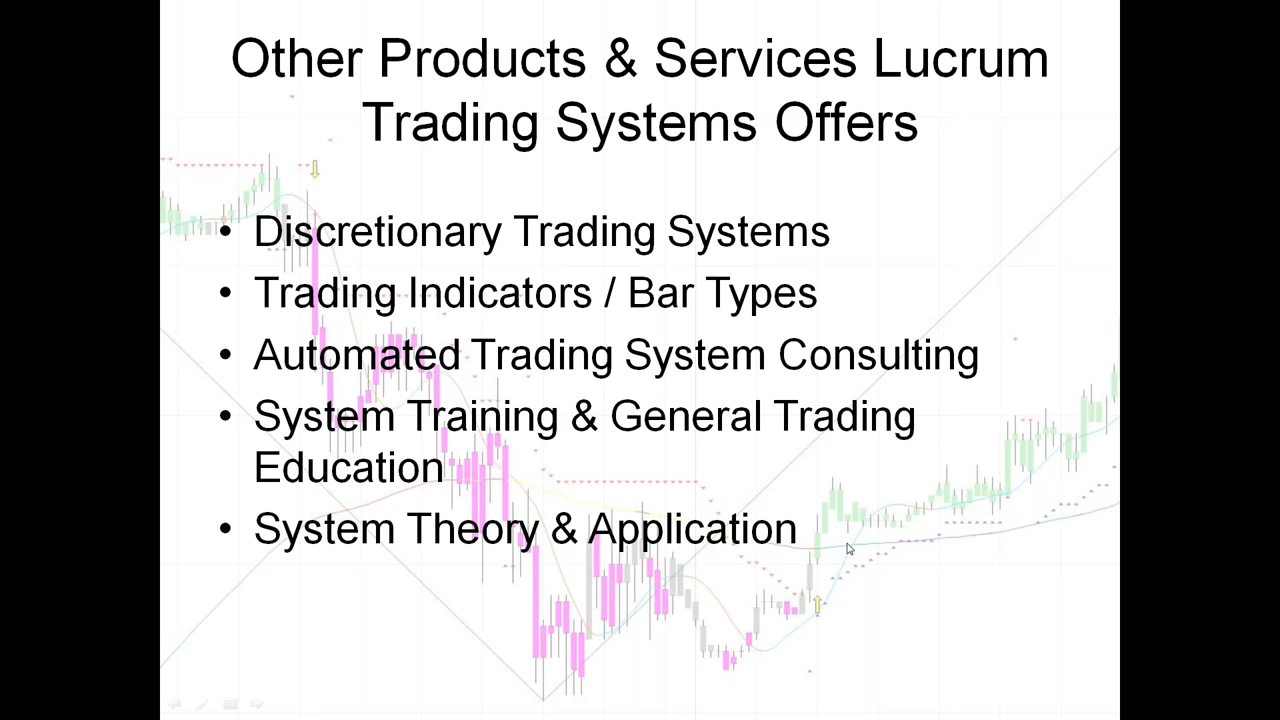 Other Products & Services Lucrum
Trading Systems Offers
• Discretionary Trading Systems
• Trading Indicators / Bar Types
• Automated Trading System Consulting
• System Training & General Trading
Education
• System Theory & Application